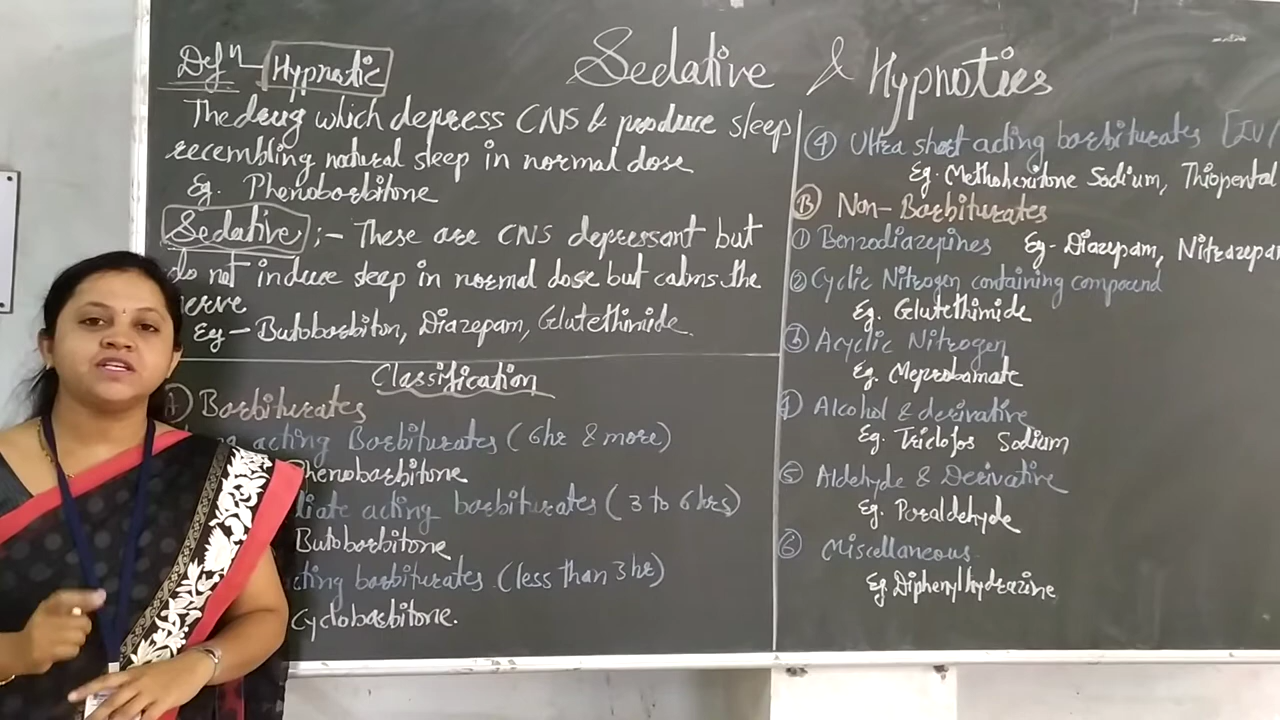 Sedative & Hypnotics
Defn - Hypnotic
The drug which depress CNS & produce sleep
resembling natural sleep in normal dose
Eg. Phenobarbitone
Sedative :- These are CNS depressant but
do not induce sleep in normal dose but calms the
nerve
Eg - Butobarbiton, Diazepam, Glutethimide.
Classification
A) Barbiturates
acting Barbiturates (6hr & more)
Phenobarbitone
diate acting barbiturates (3 to 6 hrs)
Butobarbitone
cting barbiturates (less than 3 hr)
Cyclobarbitone.
④ Ultra short acting barbiturates [IV/
Eg. Methohexitone Sodium, Thiopental
Ⓑ Non-Barbiturates
① Benzodiazepines Eg- Diazepam, Nitrazepam
② Cyclic Nitrogen containing compound
Eg. Glutethimide
③ Acyclic Nitrogen
Eg. Meprobamate
④ Alcohol & derivative
Eg. Triclofos Sodium
⑤ Aldehyde & Derivative
Eg. Paraldehyde
⑥ Miscellaneous.
Eg. Diphenylhydrazine